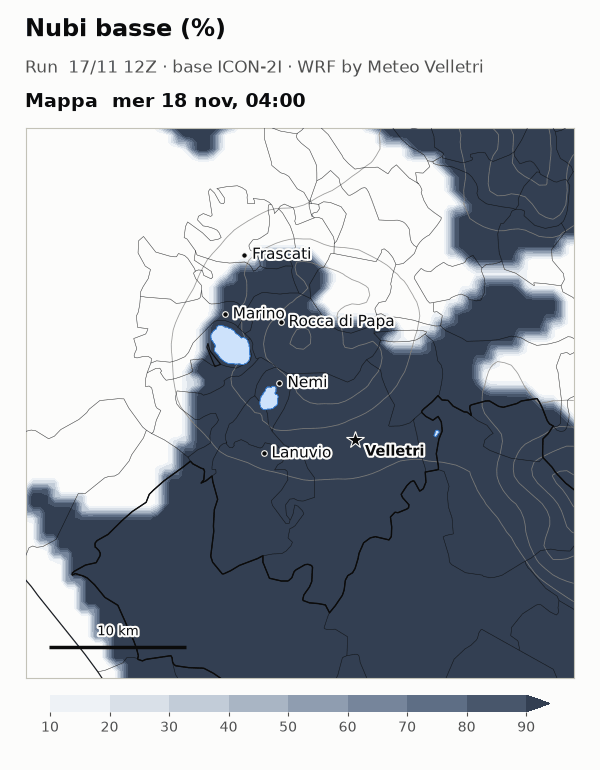 Nubi basse (%)
Run  17/11 12Z · base ICON-2I · WRF by Meteo Velletri
Mappa  mer 18 nov, 04:00
Frascati
Marino
Rocca di Papa
Nemi
Velletri
Lanuvio
10 km
10 20 30 40 50 60 70 80 90